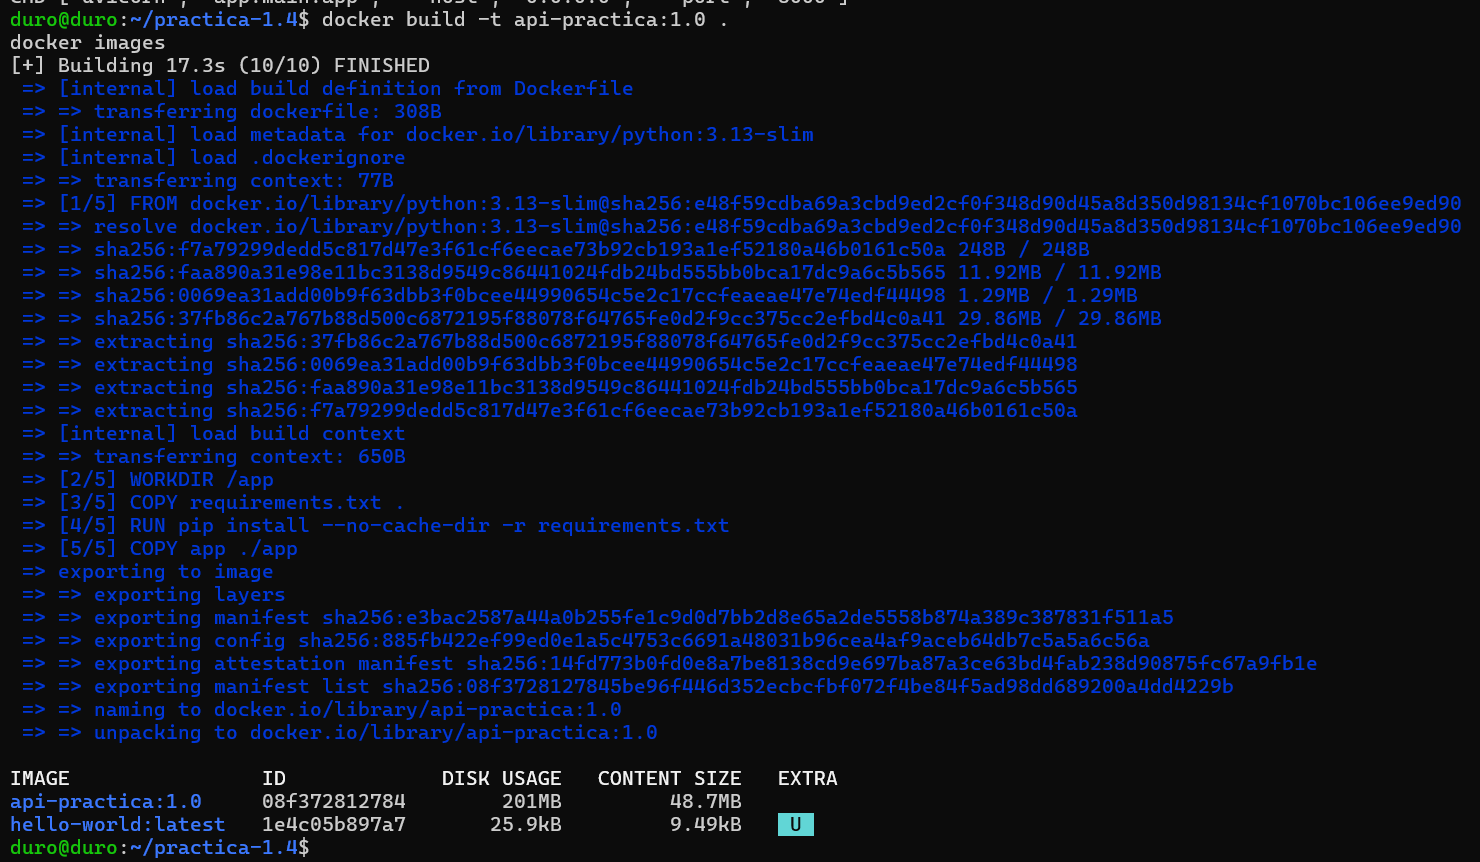 duro@duro:~/practica-1.4$ docker build -t api-practica:1.0 .
docker images
[+] Building 17.3s (10/10) FINISHED
=> [internal] load build definition from Dockerfile
=> => transferring dockerfile: 308B
=> [internal] load metadata for docker.io/library/python:3.13-slim
=> [internal] load .dockerignore
=> => transferring context: 77B
=> [1/5] FROM docker.io/library/python:3.13-slim@sha256:e48f59cdba69a3cbd9ed2cf0f348d90d45a8d350d98134cf1070bc106ee9ed90
=> => resolve docker.io/library/python:3.13-slim@sha256:e48f59cdba69a3cbd9ed2cf0f348d90d45a8d350d98134cf1070bc106ee9ed90
=> => sha256:f7a79299dedd5c817d47e3f61cf6eecae73b92cb193a1ef52180a46b0161c50a 248B / 248B
=> => sha256:faa890a31e98e11bc3138d9549c86441024fdb24bd555bb0bca17dc9a6c5b565 11.92MB / 11.92MB
=> => sha256:0069ea31add00b9f63dbb3f0bcee44990654c5e2c17ccfeaeae47e74edf44498 1.29MB / 1.29MB
=> => sha256:37fb86c2a767b88d500c6872195f88078f64765fe0d2f9cc375cc2efbd4c0a41 29.86MB / 29.86MB
=> => extracting sha256:37fb86c2a767b88d500c6872195f88078f64765fe0d2f9cc375cc2efbd4c0a41
=> => extracting sha256:0069ea31add00b9f63dbb3f0bcee44990654c5e2c17ccfeaeae47e74edf44498
=> => extracting sha256:faa890a31e98e11bc3138d9549c86441024fdb24bd555bb0bca17dc9a6c5b565
=> => extracting sha256:f7a79299dedd5c817d47e3f61cf6eecae73b92cb193a1ef52180a46b0161c50a
=> [internal] load build context
=> => transferring context: 650B
=> [2/5] WORKDIR /app
=> [3/5] COPY requirements.txt .
=> [4/5] RUN pip install --no-cache-dir -r requirements.txt
=> [5/5] COPY app ./app
=> exporting to image
=> => exporting layers
=> => exporting manifest sha256:e3bac2587a44a0b255fe1c9d0d7bb2d8e65a2de5558b874a389c387831f511a5
=> => exporting config sha256:885fb422ef99ed0e1a5c4753c6691a48031b96cea4af9aceb64db7c5a5a6c56a
=> => exporting attestation manifest sha256:14fd773b0fd0e8a7be8138cd9e697ba87a3ce63bd4fab238d90875fc67a9fb1e
=> => exporting manifest list sha256:08f3728127845be96f446d352ecbcfbf072f4be84f5ad98dd689200a4dd4229b
=> => naming to docker.io/library/api-practica:1.0
=> => unpacking to docker.io/library/api-practica:1.0
IMAGE ID DISK USAGE CONTENT SIZE EXTRA
api-practica:1.0 08f372812784 201MB 48.7MB
hello-world:latest 1e4c05b897a7 25.9kB 9.49kB U
duro@duro:~/practica-1.4$